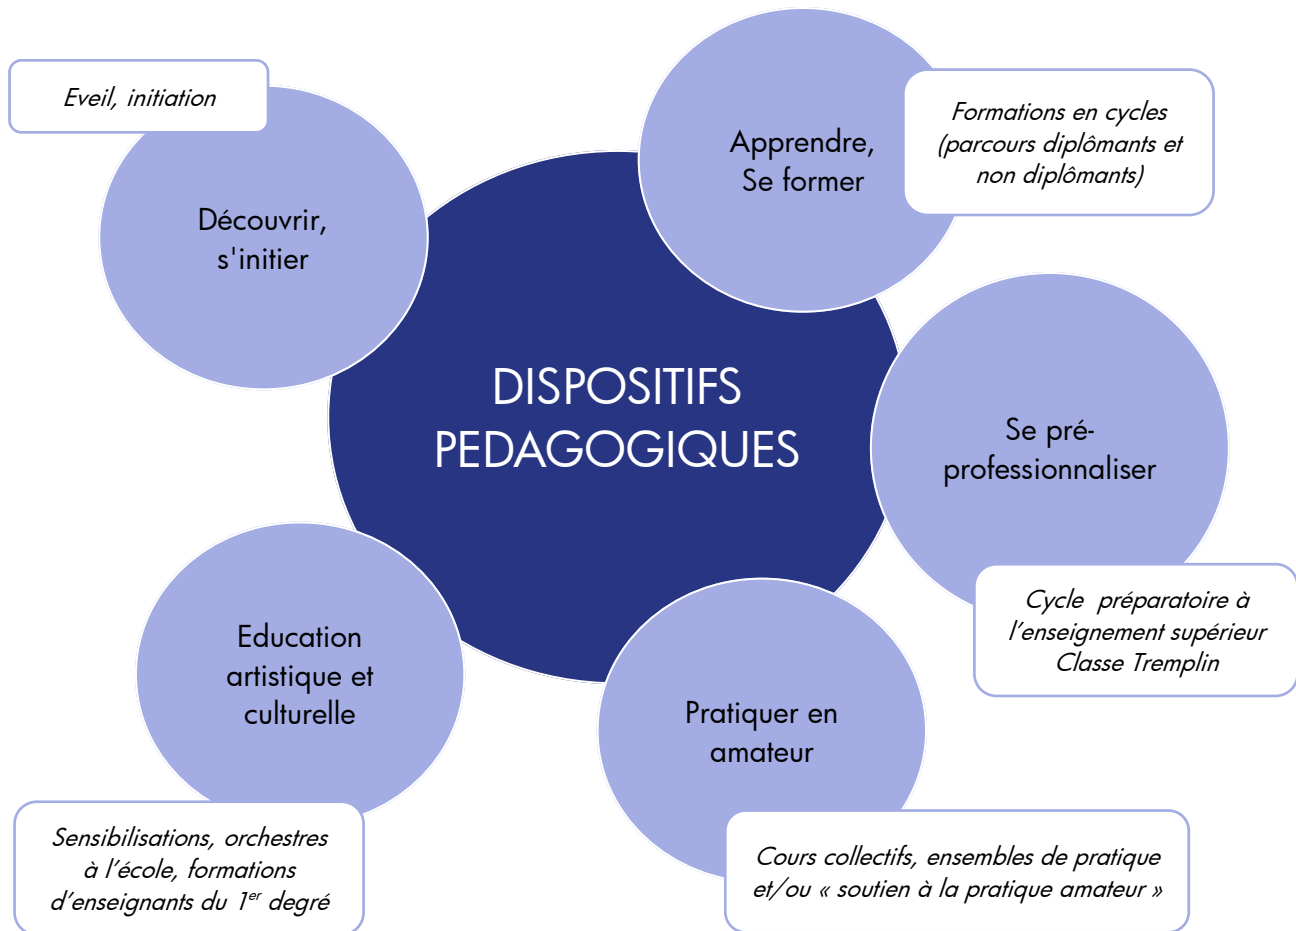 Eveil, initiation
Découvrir,
s'initier
Apprendre,
Se former
Formations en cycles
(parcours diplômants et
non diplômants)
DISPOSITIFS
PEDAGOGIQUES
Se pré-
professionnaliser
Cycle  préparatoire à
l’enseignement supérieur
Classe Tremplin
Education
artistique et
culturelle
Sensibilisations, orchestres
à l’école, formations
d’enseignants du 1er degré
Pratiquer en
amateur
Cours collectifs, ensembles de pratique
et/ou « soutien à la pratique amateur »